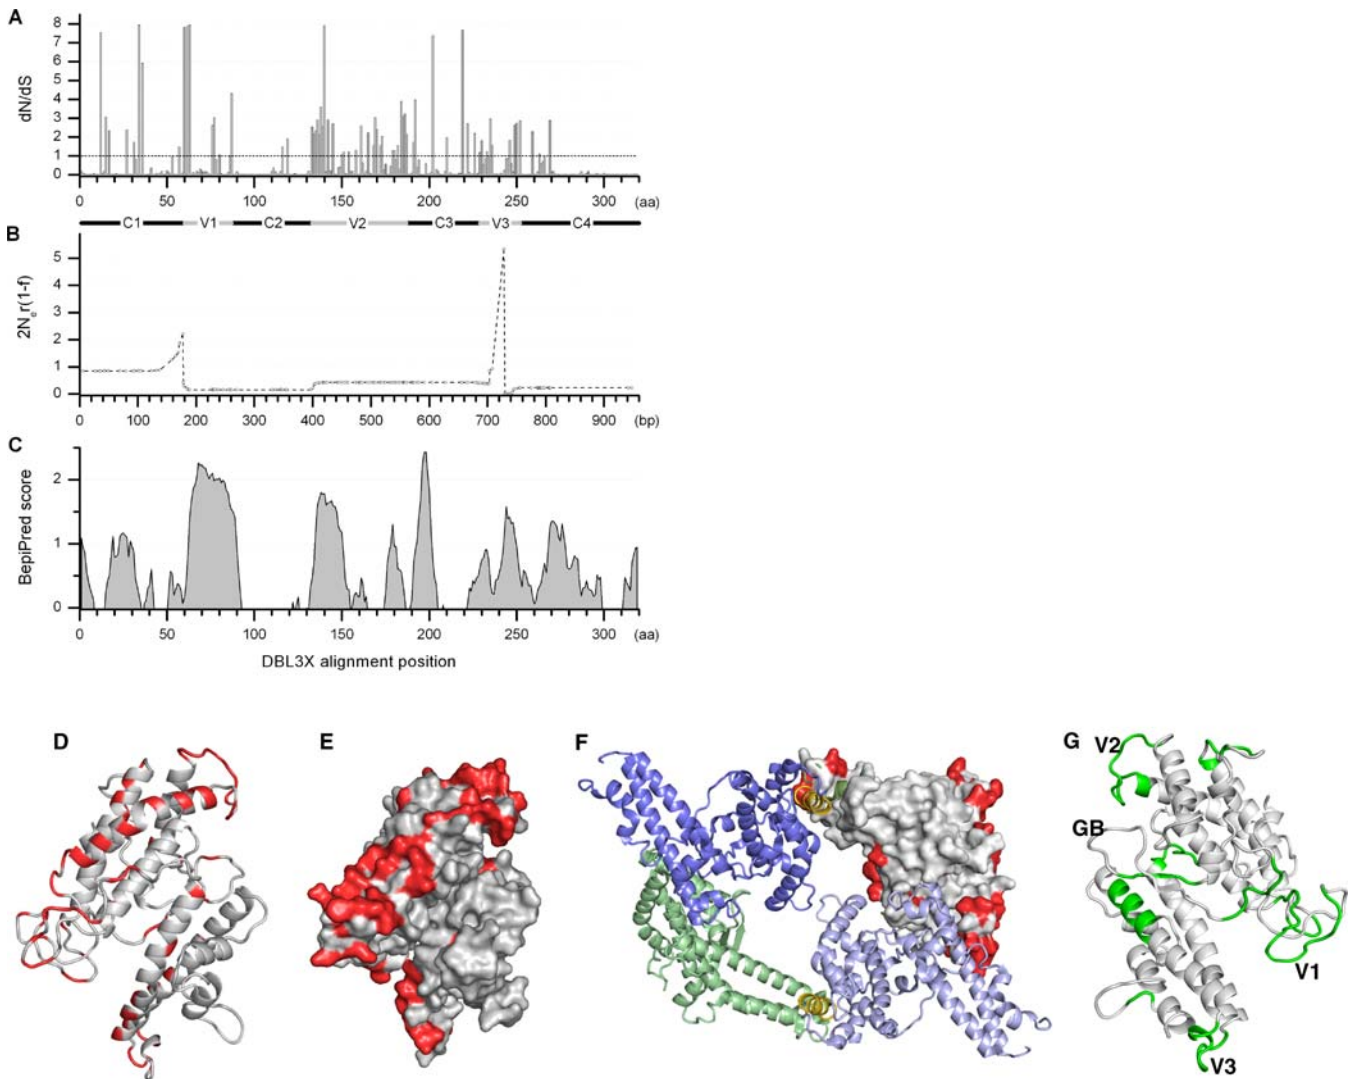 A
8
7
6
5
4
3
2
1
0
dN/dS
0 50 100 150 200 250 300 (aa)
C1 V1 C2 V2 C3 V3 C4
B
5
4
3
2
1
0
2Ner(1-f)
0 100 200 300 400 500 600 700 800 900 (bp)
C
2
1
0
BepiPred score
0 50 100 150 200 250 300 (aa)
DBL3X alignment position
D E F G
V2
GB
V1
V3